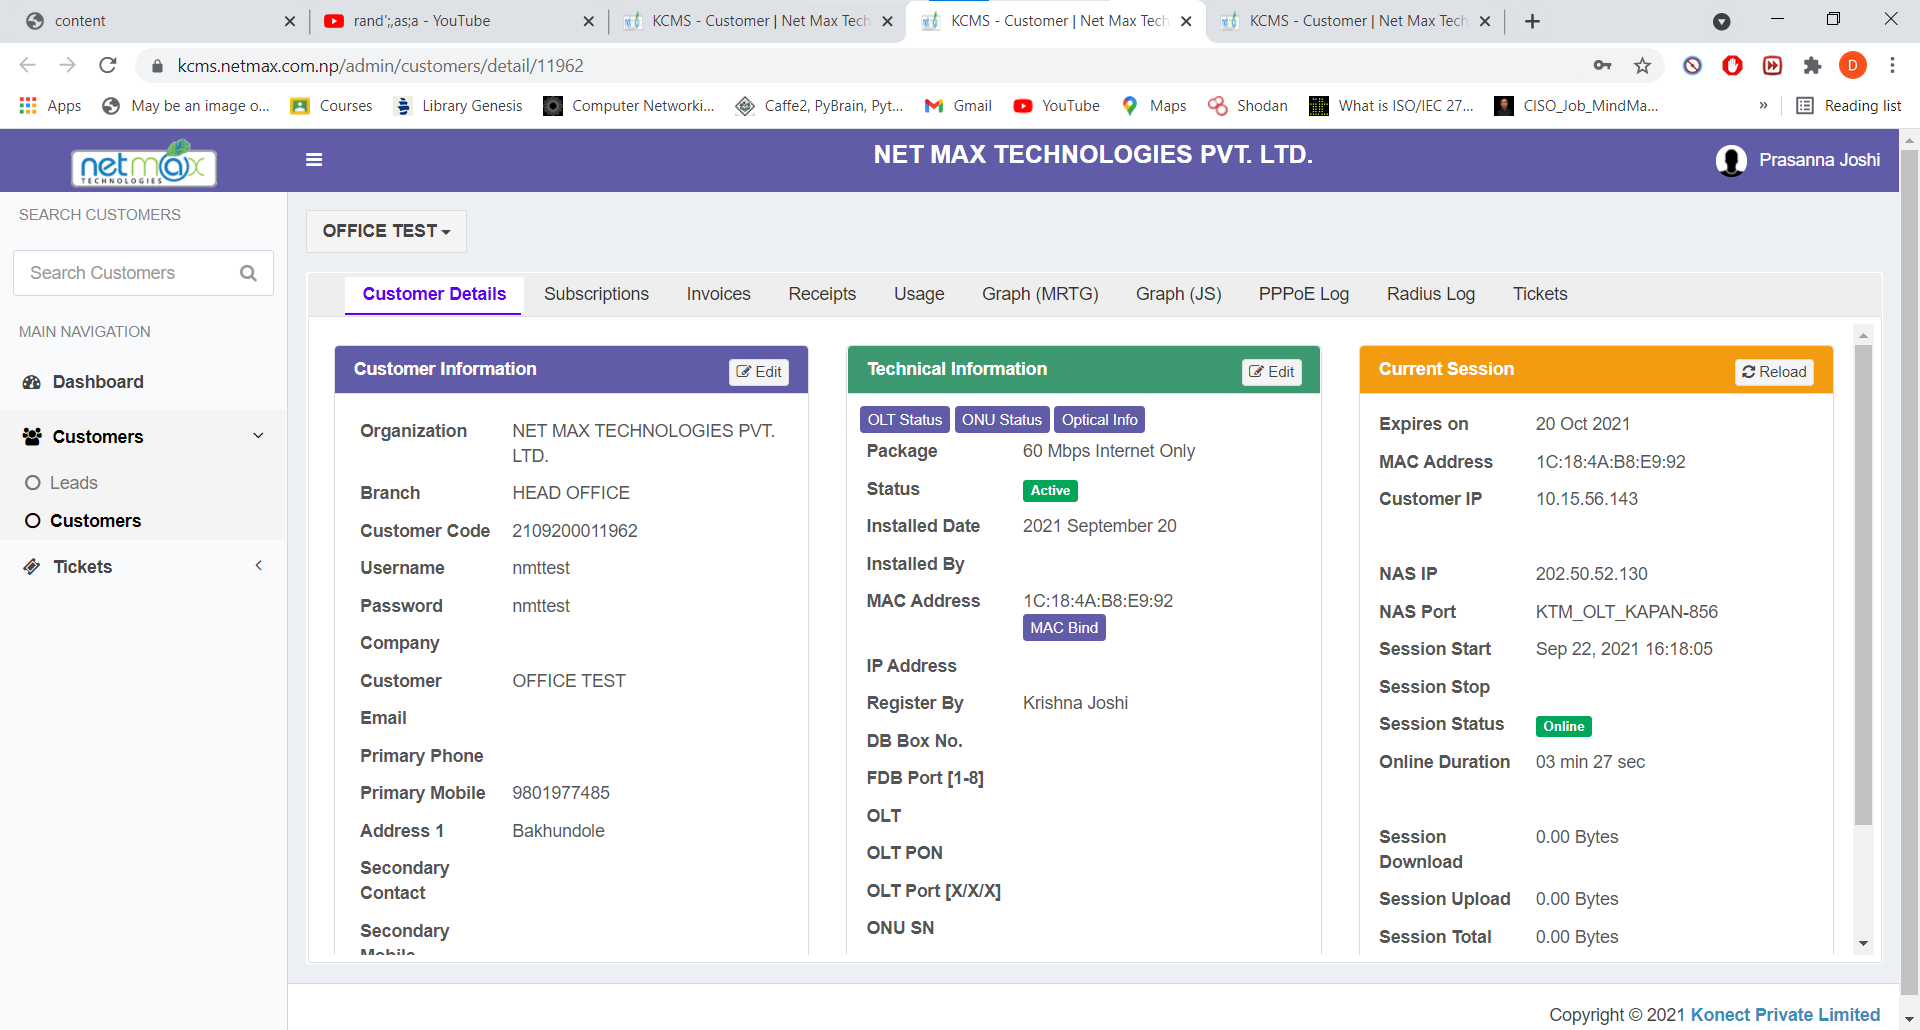 content
rand';,as;a - YouTube
KCMS - Customer | Net Max Tech
KCMS - Customer | Net Max Tech
KCMS - Customer | Net Max Tech
kcms.netmax.com.np/admin/customers/detail/11962
D
Apps
May be an image o...
Courses
Library Genesis
Computer Networki...
Caffe2, PyBrain, Pyt...
Gmail
YouTube
Maps
Shodan
What is ISO/IEC 27...
CISO_Job_MindMa...
»
Reading list
netmax
TECHNOLOGIES
NET MAX TECHNOLOGIES PVT. LTD.
Prasanna Joshi
SEARCH CUSTOMERS
Search Customers
MAIN NAVIGATION
Dashboard
Customers
Leads
Customers
Tickets
OFFICE TEST
Customer Details
Subscriptions
Invoices
Receipts
Usage
Graph (MRTG)
Graph (JS)
PPPoE Log
Radius Log
Tickets
Customer Information
Edit
Organization NET MAX TECHNOLOGIES PVT.
LTD.
Branch HEAD OFFICE
Customer Code 2109200011962
Username nmttest
Password nmttest
Company
Customer OFFICE TEST
Email
Primary Phone
Primary Mobile 9801977485
Address 1 Bakhundole
Secondary
Contact
Secondary
Mobile
Technical Information
Edit
OLT Status ONU Status Optical Info
Package 60 Mbps Internet Only
Status Active
Installed Date 2021 September 20
Installed By
MAC Address 1C:18:4A:B8:E9:92
MAC Bind
IP Address
Register By Krishna Joshi
DB Box No.
FDB Port [1-8]
OLT
OLT PON
OLT Port [X/X/X]
ONU SN
Current Session
Reload
Expires on 20 Oct 2021
MAC Address 1C:18:4A:B8:E9:92
Customer IP 10.15.56.143
NAS IP 202.50.52.130
NAS Port KTM_OLT_KAPAN-856
Session Start Sep 22, 2021 16:18:05
Session Stop
Session Status Online
Online Duration 03 min 27 sec
Session 0.00 Bytes
Download
Session Upload 0.00 Bytes
Session Total 0.00 Bytes
Copyright © 2021 Konect Private Limited